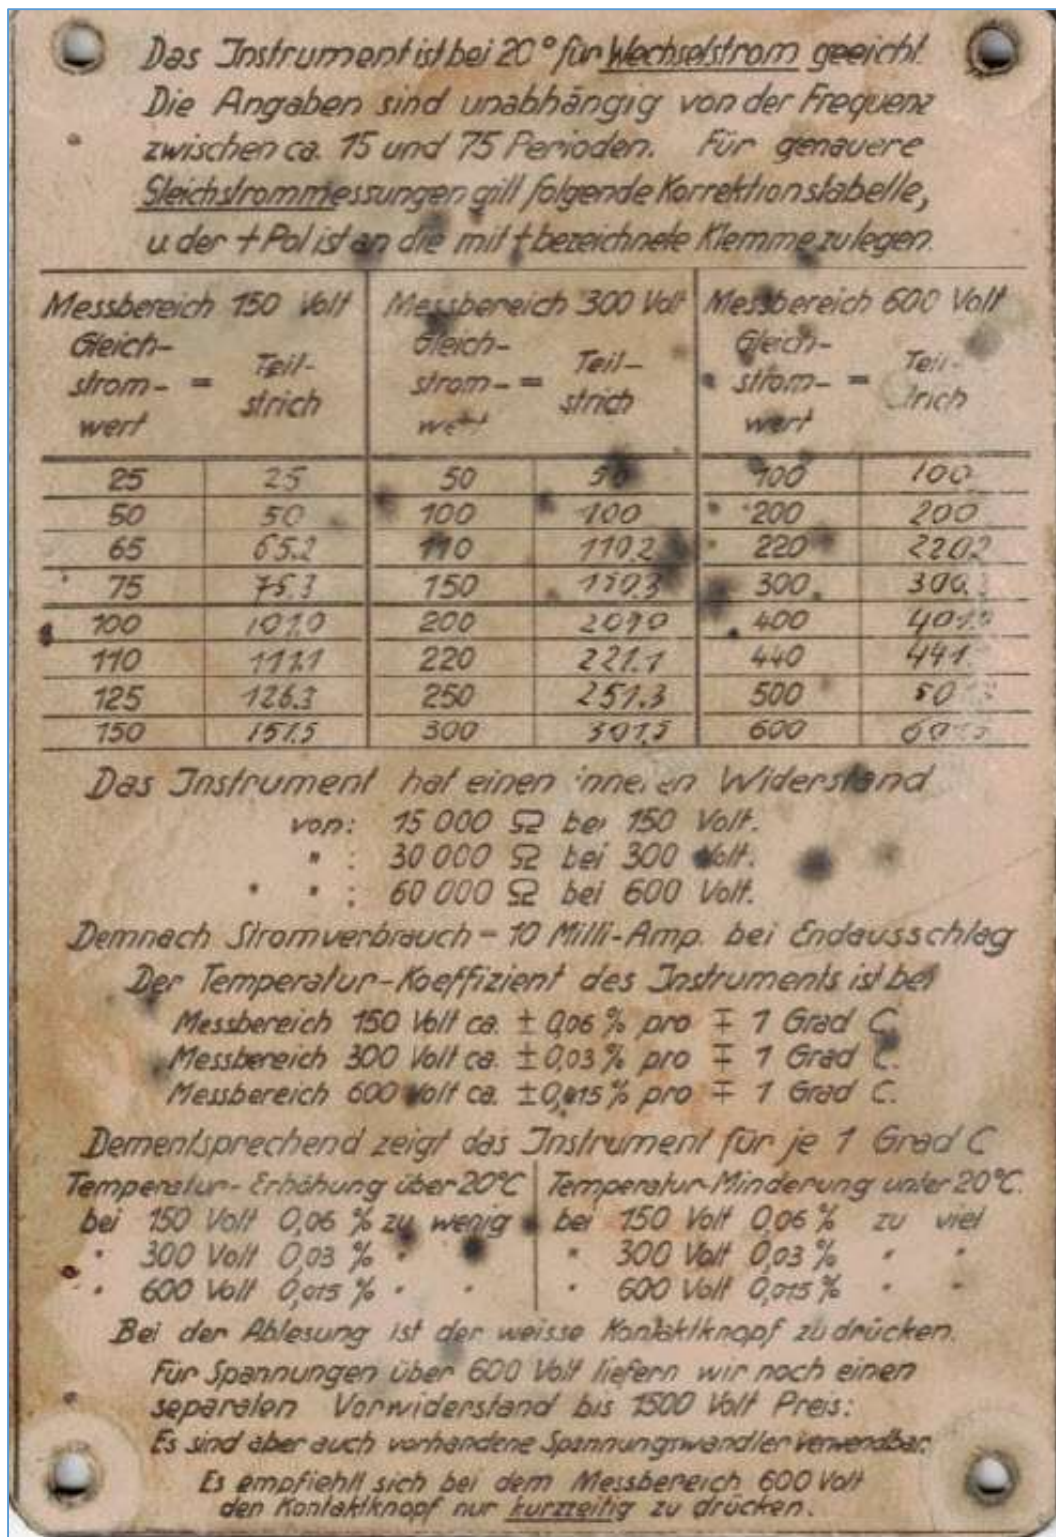 Das Instrument ist bei 20° für Wechselstrom geeicht.
Die Angaben sind unabhängig von der Frequenz
zwischen ca. 15 und 75 Perioden. Für genauere
Gleichstrommessungen gilt folgende Korrektionstabelle,
u. der + Pol ist an die mit + bezeichnete Klemme zu legen.
Messbereich 150 Volt Messbereich 300 Volt Messbereich 600 Volt
Gleich- Gleich- Gleich-
strom- = Teil- strom- = Teil- strom- = Teil-
wert strich wert strich wert strich
25 25 50 50 100 100
50 50 100 100 200 200
65 65.2 110 110.2 220 220.2
75 75.3 150 150.3 300 300.
100 101.0 200 201.0 400 401.0
110 111.1 220 221.1 440 441.
125 126.3 250 251.3 500 501.
150 151.5 300 301.5 600 601.5
Das Instrument hat einen inneren Widerstand
von: 15 000 Ω bei 150 Volt.
" : 30 000 Ω bei 300 Volt.
" " : 60 000 Ω bei 600 Volt.
Demnach Stromverbrauch = 10 Milli-Amp. bei Endausschlag
Der Temperatur-Koeffizient des Instruments ist bei
Messbereich 150 Volt ca. ± 0,06 % pro ∓ 1 Grad C.
Messbereich 300 Volt ca. ± 0,03 % pro ∓ 1 Grad C.
Messbereich 600 Volt ca. ± 0,015 % pro ∓ 1 Grad C.
Dementsprechend zeigt das Instrument für je 1 Grad C
Temperatur-Erhöhung über 20°C Temperatur-Minderung unter 20°C.
bei 150 Volt 0,06 % zu wenig bei 150 Volt 0,06 % zu viel
" 300 Volt 0,03 % " " " 300 Volt 0,03 % " "
" 600 Volt 0,015 % " " " 600 Volt 0,015 % " "
Bei der Ablesung ist der weisse Kontaktknopf zu drücken.
Für Spannungen über 600 Volt liefern wir noch einen
separaten Vorwiderstand bis 1500 Volt Preis:
Es sind aber auch vorhandene Spannungswandler verwendbar.
Es empfiehlt sich bei dem Messbereich 600 Volt
den Kontaktknopf nur kurzzeitig zu drücken.